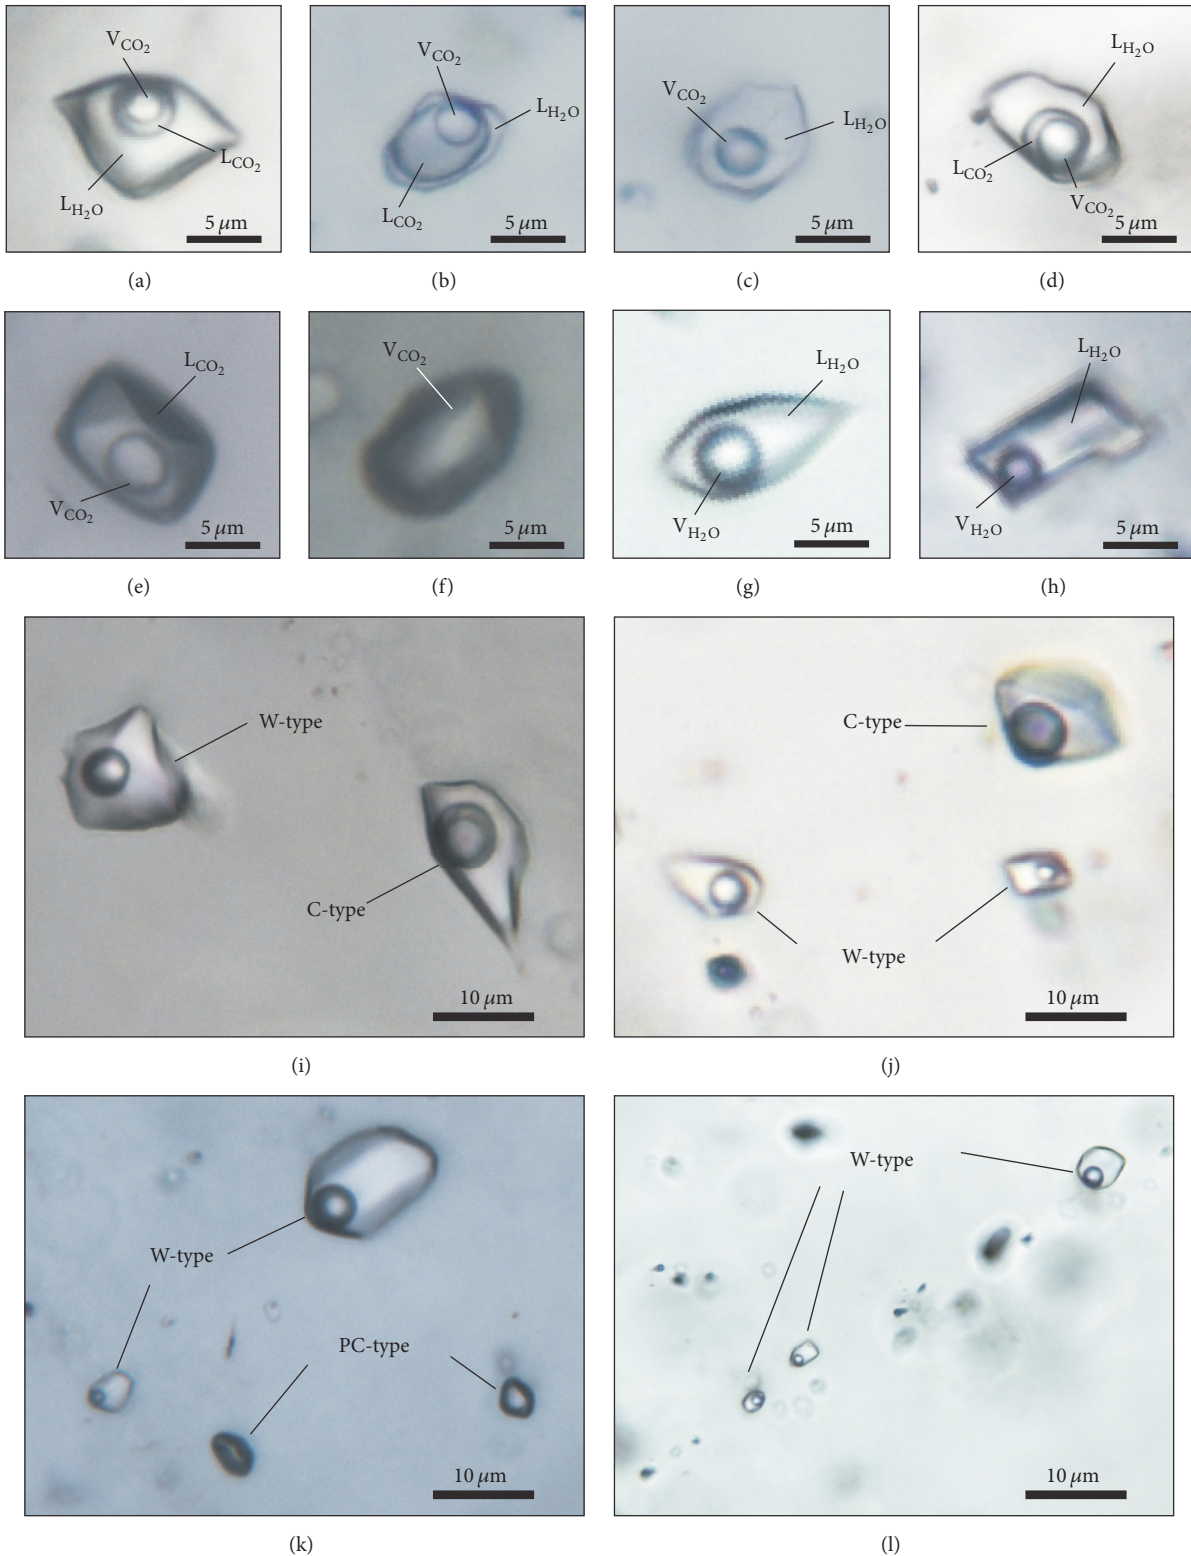 V_CO₂
L_CO₂
L_H₂O
5 μm
(a)
V_CO₂
L_H₂O
L_CO₂
5 μm
(b)
V_CO₂
L_H₂O
5 μm
(c)
L_H₂O
L_CO₂
V_CO₂
5 μm
(d)
L_CO₂
V_CO₂
5 μm
(e)
V_CO₂
5 μm
(f)
L_H₂O
V_H₂O
5 μm
(g)
L_H₂O
V_H₂O
5 μm
(h)
W-type
C-type
10 μm
(i)
C-type
W-type
10 μm
(j)
W-type
PC-type
10 μm
(k)
W-type
10 μm
(l)